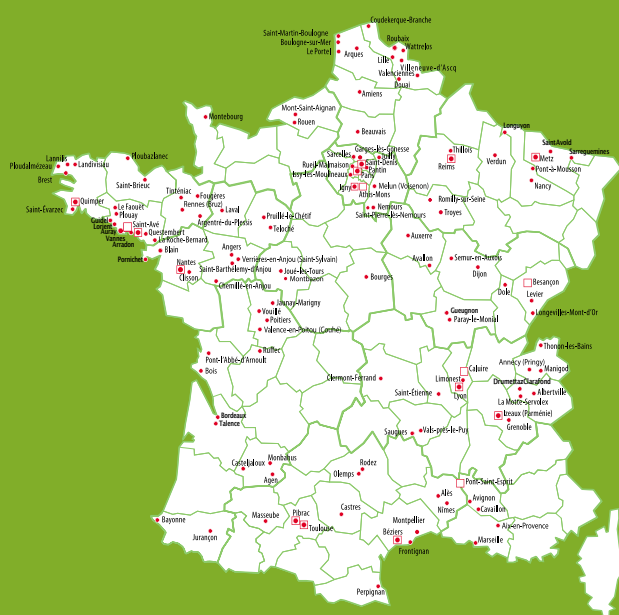 Coudekerque-Branche
Saint-Martin-Boulogne
Boulogne-sur-Mer
Le Portel
Roubaix
Wattrelos
Arques
Lille
Villeneuve-d'Ascq
Valenciennes
Douai
Amiens
Montebourg
Mont-Saint-Aignan
Rouen
Beauvais
Longuyon
Thillois
Reims
Verdun
Saint Avold
Sarreguemines
Metz
Pont-à-Mousson
Nancy
Garges-lès-Gonesse
Sarcelles
Saint-Denis
Rueil-Malmaison
Pantin
Paris
Issy-les-Moulineaux
Igny
Athis-Mons
Melun (Voisenon)
Nemours
Saint-Pierre-lès-Nemours
Romilly-sur-Seine
Troyes
Ploudalmézeau
Lannilis
Landivisiau
Ploubazlanec
Brest
Saint-Brieuc
Quimper
Saint-Évarzec
Tinténiac
Fougères
Rennes (Bruz)
Laval
Argentré-du-Plessis
Le Faouët
Plouay
Guidel
Lorient
Saint-Avé
Auray
Questembert
Vannes
La Roche-Bernard
Arradon
Blain
Pornichet
Nantes
Clisson
Pruillé-le-Chétif
Teloché
Angers
Verrières-en-Anjou (Saint-Sylvain)
Saint-Barthélemy-d'Anjou
Joué-lès-Tours
Montbazon
Chemillé-en-Anjou
Auxerre
Avallon
Semur-en-Auxois
Dijon
Bourges
Besançon
Dole
Levier
Longevilles-Mont-d'Or
Gueugnon
Paray-le-Monial
Jaunay-Marigny
Vouillé
Poitiers
Valence-en-Poitou (Couhé)
Ruffec
Pont-l'Abbé-d'Arnoult
Bois
Thonon-les-Bains
Annecy (Pringy)
Manigod
Drumettaz Clarafond
Albertville
La Motte-Servolex
Izeaux (Parménie)
Grenoble
Caluire
Limonest
Lyon
Clermont-Ferrand
Saint-Étienne
Saugues
Vals-près-le-Puy
Bordeaux
Talence
Monbahus
Casteljaloux
Agen
Rodez
Olemps
Pont-Saint-Esprit
Alès
Avignon
Nîmes
Cavaillon
Bayonne
Jurançon
Masseube
Pibrac
Toulouse
Castres
Montpellier
Béziers
Frontignan
Aix-en-Provence
Marseille
Perpignan